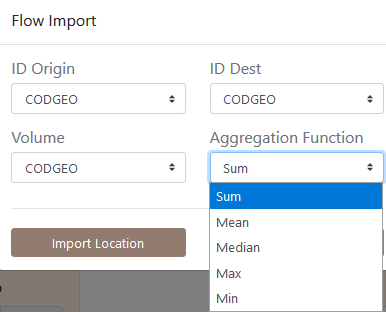 Flow Import
ID Origin
ID Dest
CODGEO
CODGEO
Volume
Aggregation Function
CODGEO
Sum
Sum
Mean
Median
Max
Min
Import Location